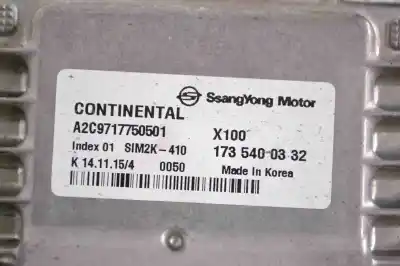 SsangYong Motor
CONTINENTAL
A2C9717750501 X100
Index 01 SIM2K-410 173 540 03 32
K 14.11.15/4 0050 Made In Korea